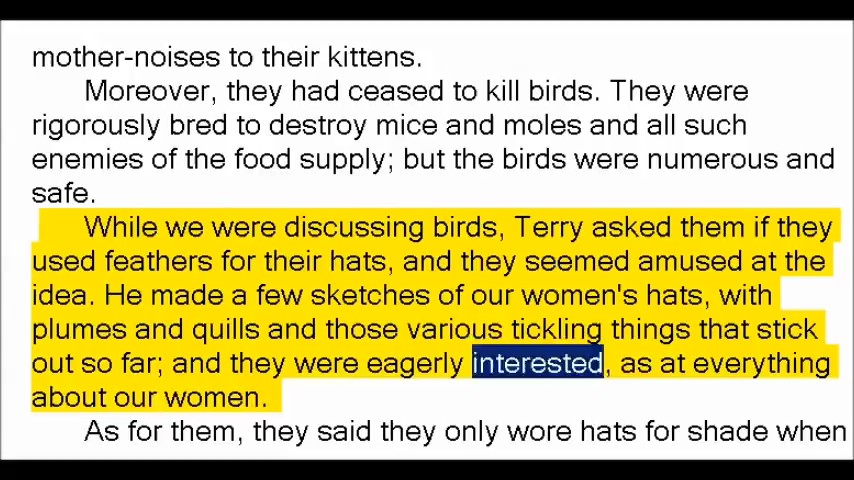 mother-noises to their kittens.
Moreover, they had ceased to kill birds. They were
rigorously bred to destroy mice and moles and all such
enemies of the food supply; but the birds were numerous and
safe.
While we were discussing birds, Terry asked them if they
used feathers for their hats, and they seemed amused at the
idea. He made a few sketches of our women's hats, with
plumes and quills and those various tickling things that stick
out so far; and they were eagerly interested, as at everything
about our women.
As for them, they said they only wore hats for shade when